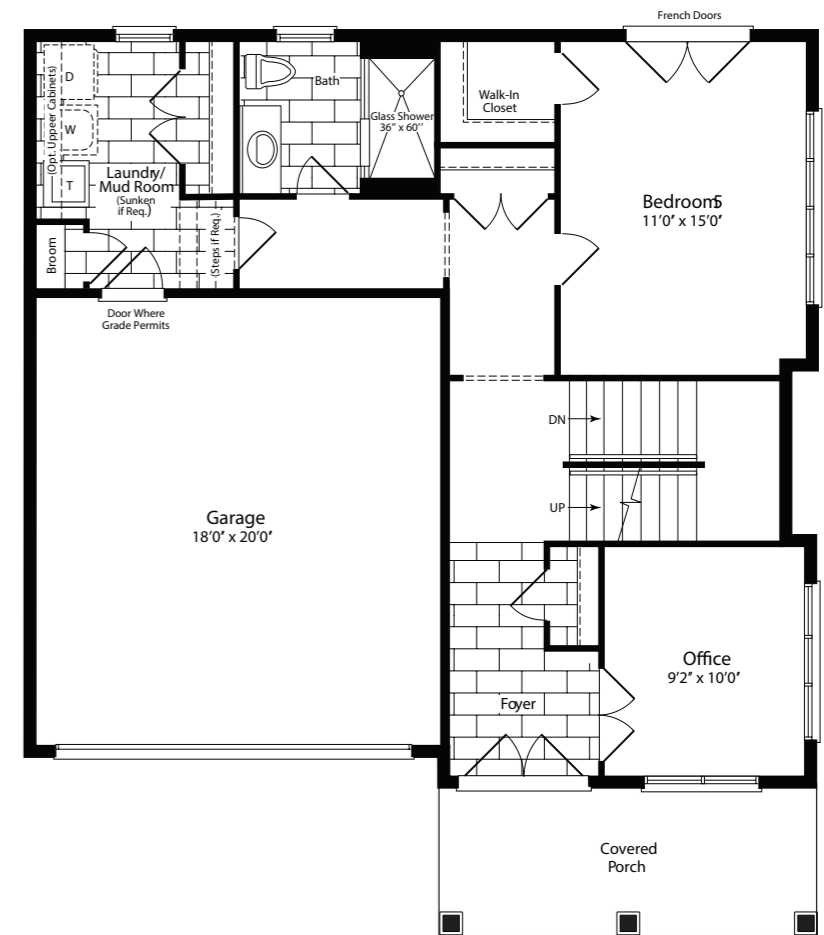 French Doors
D
(Opt. Uppeer Cabinets)
W
T
Laundry/
Mud Room
(Sunken
if Req.)
(Steps if Req.)
Broom
Door Where
Grade Permits
Bath
Glass Shower
36” x 60’’
Walk-In
Closet
Bedroom5
11’0” x 15’0”
DN
UP
Garage
18’0” x 20’0”
Office
9’2” x 10’0”
Foyer
Covered
Porch